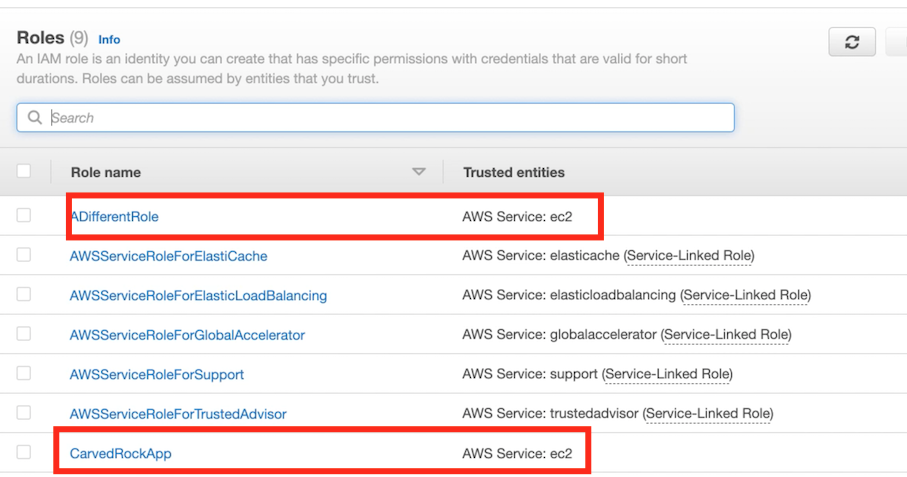 Roles (9) Info
An IAM role is an identity you can create that has specific permissions with credentials that are valid for short
durations. Roles can be assumed by entities that you trust.
Search
Role name Trusted entities
ADifferentRole AWS Service: ec2
AWSServiceRoleForElastiCache AWS Service: elasticache (Service-Linked Role)
AWSServiceRoleForElasticLoadBalancing AWS Service: elasticloadbalancing (Service-Linked Role)
AWSServiceRoleForGlobalAccelerator AWS Service: globalaccelerator (Service-Linked Role)
AWSServiceRoleForSupport AWS Service: support (Service-Linked Role)
AWSServiceRoleForTrustedAdvisor AWS Service: trustedadvisor (Service-Linked Role)
CarvedRockApp AWS Service: ec2